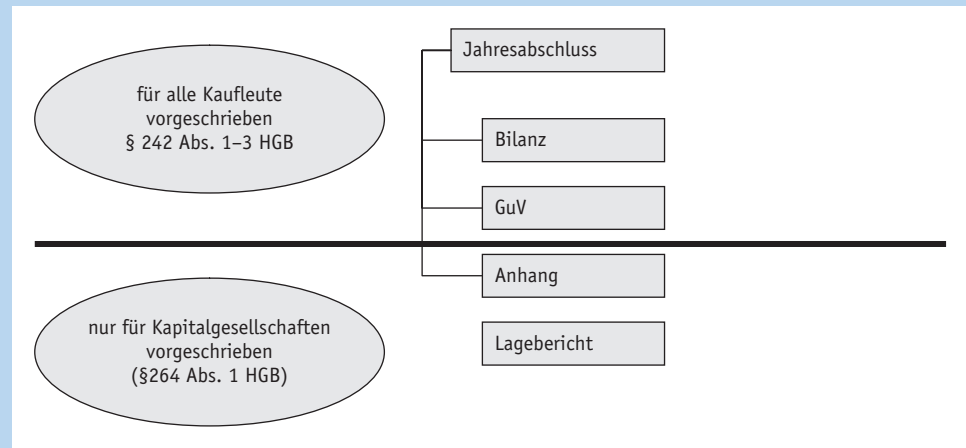 Jahresabschluss
für alle Kaufleute
vorgeschrieben
§ 242 Abs. 1–3 HGB
Bilanz
GuV
Anhang
nur für Kapitalgesellschaften
vorgeschrieben
(§264 Abs. 1 HGB)
Lagebericht